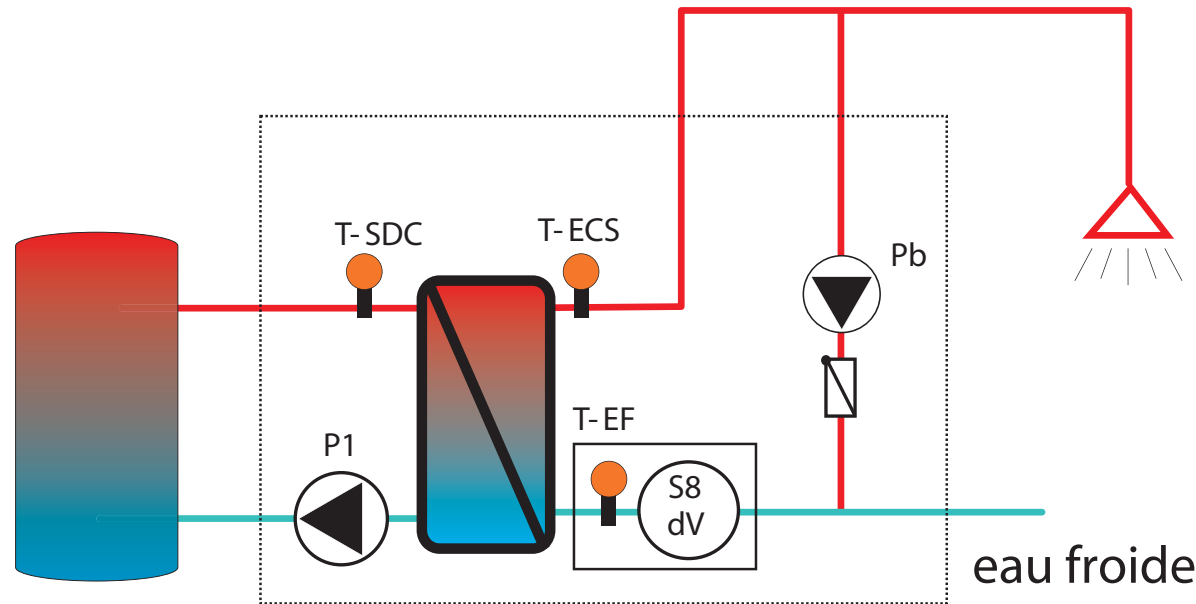 T-SDC
T-ECS
Pb
T-EF
P1
S8
dV
eau froide